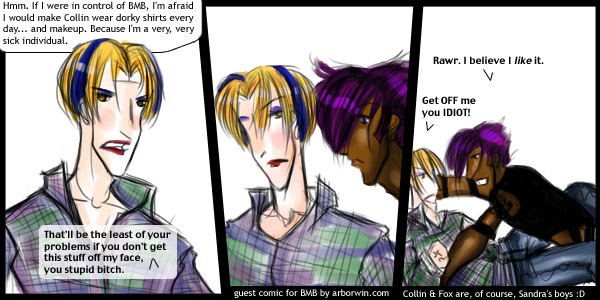 Hmm. If I were in control of BMB, I'm afraid
I would make Collin wear dorky shirts every
day... and makeup. Because I'm a very, very
sick individual.
That'll be the least of your
problems if you don't get
this stuff off my face,
you stupid bitch.
Rawr. I believe I like it.
Get OFF me
you IDIOT!
guest comic for BMB by arborwin.com
Collin & Fox are, of course, Sandra's boys :D